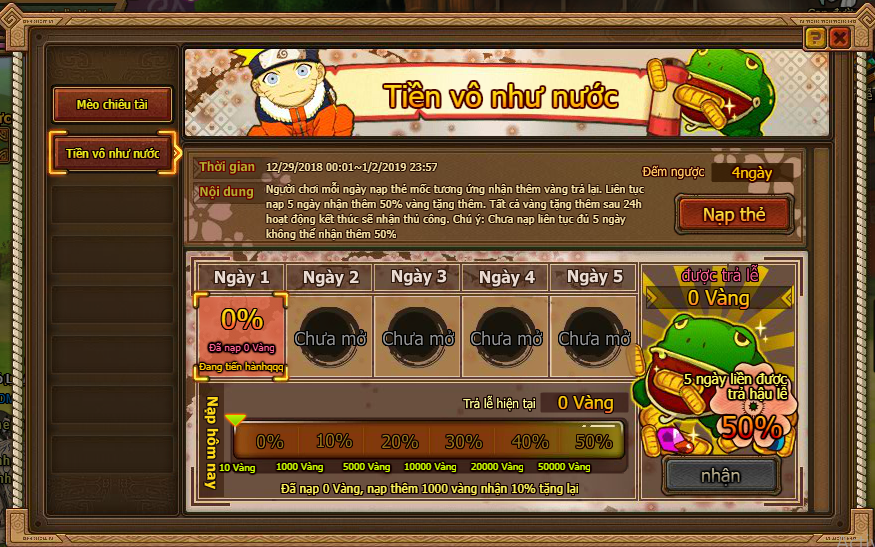 Tiền vô như nước
Mèo chiêu tài
Tiền vô như nước
Thời gian 12/29/2018 00:01~1/2/2019 23:57
Đếm ngược 4ngày
Nội dung Người chơi mỗi ngày nạp thẻ mốc tương ứng nhận thêm vàng trả lại. Liên tục
nạp 5 ngày nhận thêm 50% vàng tặng thêm. Tất cả vàng tặng thêm sau 24h
hoạt động kết thúc sẽ nhận thủ công. Chú ý: Chưa nạp liên tục đủ 5 ngày
không thể nhận thêm 50%
Nạp thẻ
Ngày 1 Ngày 2 Ngày 3 Ngày 4 Ngày 5
0%
Đã nạp 0 Vàng
Đang tiến hànhqqq
Chưa mở Chưa mở Chưa mở Chưa mở
được trả lễ
0 Vàng
5 ngày liền được
trả hậu lễ
50%
nhận
Nạp hôm nay
Trả lễ hiện tại 0 Vàng
0% 10% 20% 30% 40% 50%
10 Vàng 1000 Vàng 5000 Vàng 10000 Vàng 20000 Vàng 50000 Vàng
Đã nạp 0 Vàng, nạp thêm 1000 vàng nhận 10% tặng lại